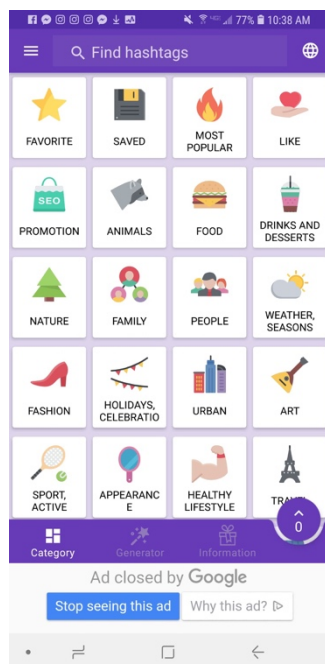 77% 10:38 AM
Find hashtags
FAVORITE
SAVED
MOST
POPULAR
LIKE
SEO
PROMOTION
ANIMALS
FOOD
DRINKS AND
DESSERTS
NATURE
FAMILY
PEOPLE
WEATHER,
SEASONS
FASHION
HOLIDAYS,
CELEBRATIO
URBAN
ART
SPORT,
ACTIVE
APPEARANC
E
HEALTHY
LIFESTYLE
0
Category
Generator
Information
Ad closed by Google
Stop seeing this ad
Why this ad?